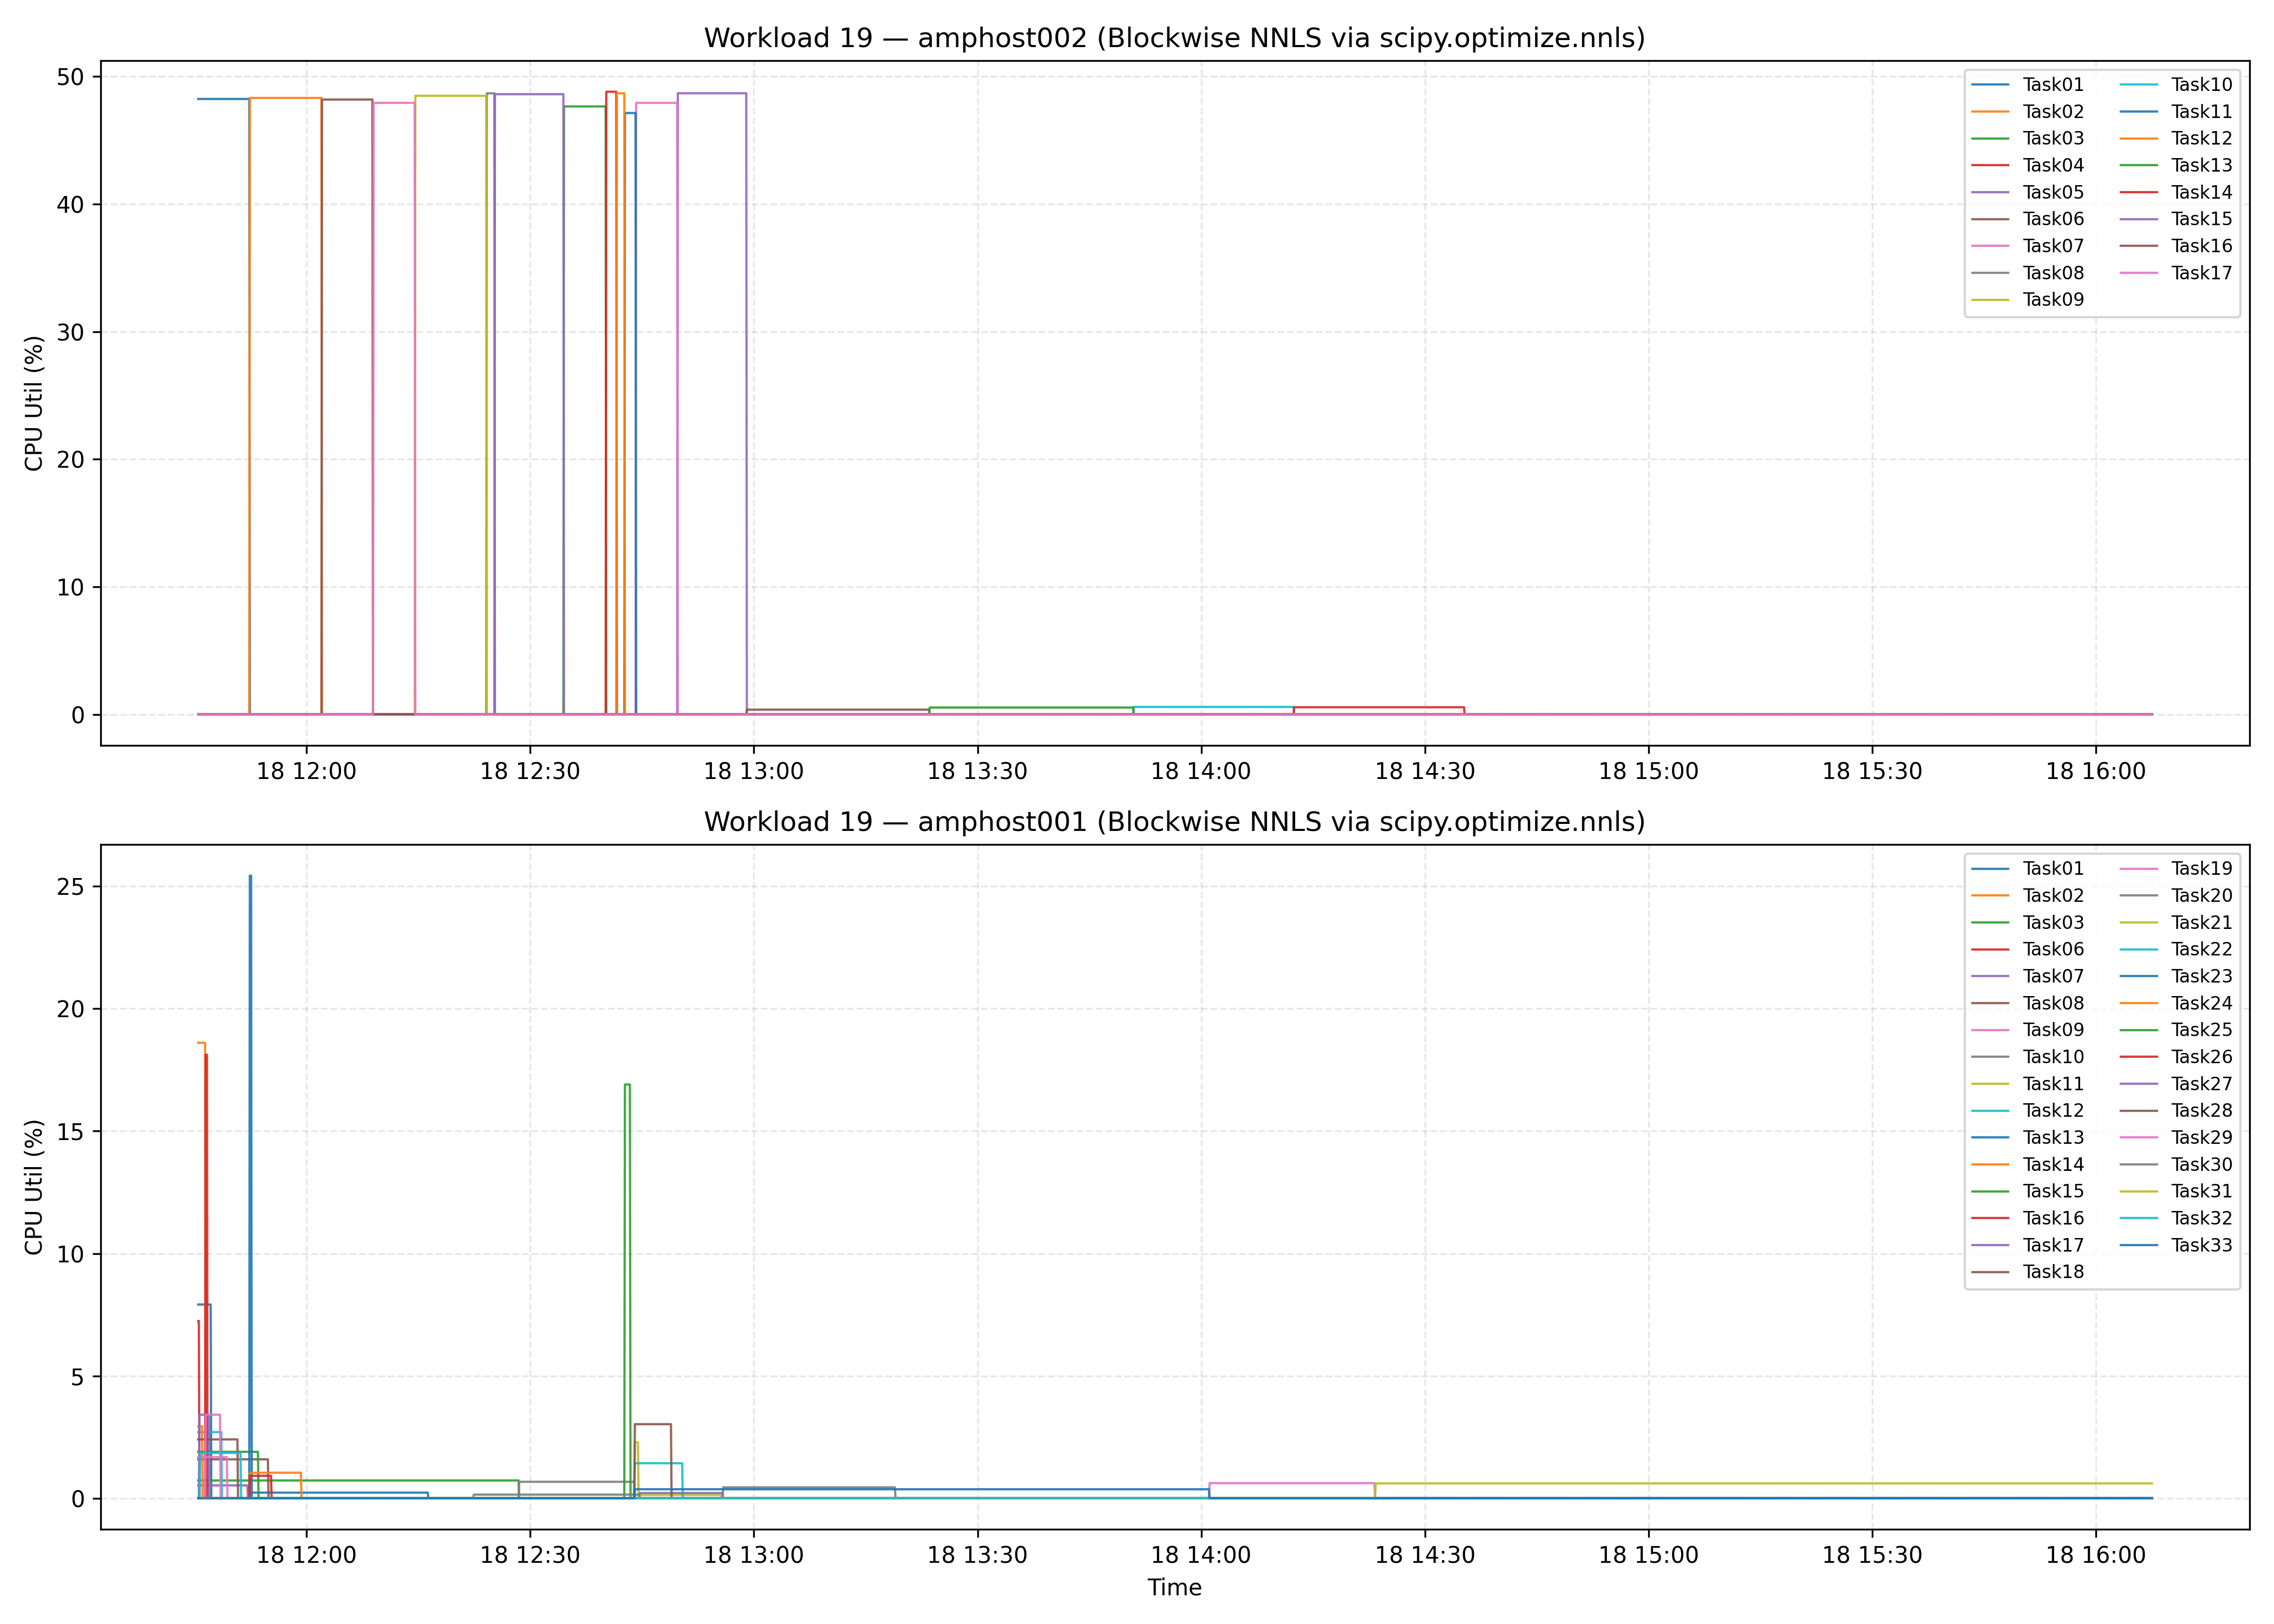 Workload 19 — amphost002 (Blockwise NNLS via scipy.optimize.nnls)
CPU Util (%)
50
40
30
20
10
0
Task01
Task02
Task03
Task04
Task05
Task06
Task07
Task08
Task09
Task10
Task11
Task12
Task13
Task14
Task15
Task16
Task17
18 12:00
18 12:30
18 13:00
18 13:30
18 14:00
18 14:30
18 15:00
18 15:30
18 16:00
Workload 19 — amphost001 (Blockwise NNLS via scipy.optimize.nnls)
CPU Util (%)
25
20
15
10
5
0
Task01
Task02
Task03
Task06
Task07
Task08
Task09
Task10
Task11
Task12
Task13
Task14
Task15
Task16
Task17
Task18
Task19
Task20
Task21
Task22
Task23
Task24
Task25
Task26
Task27
Task28
Task29
Task30
Task31
Task32
Task33
18 12:00
18 12:30
18 13:00
18 13:30
18 14:00
18 14:30
18 15:00
18 15:30
18 16:00
Time